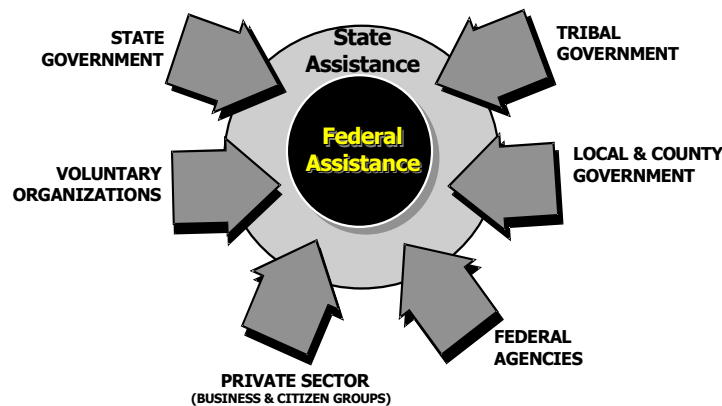 STATE
GOVERNMENT
State
Assistance
TRIBAL
GOVERNMENT
Federal
Assistance
VOLUNTARY
ORGANIZATIONS
LOCAL & COUNTY
GOVERNMENT
PRIVATE SECTOR
(BUSINESS & CITIZEN GROUPS)
FEDERAL
AGENCIES